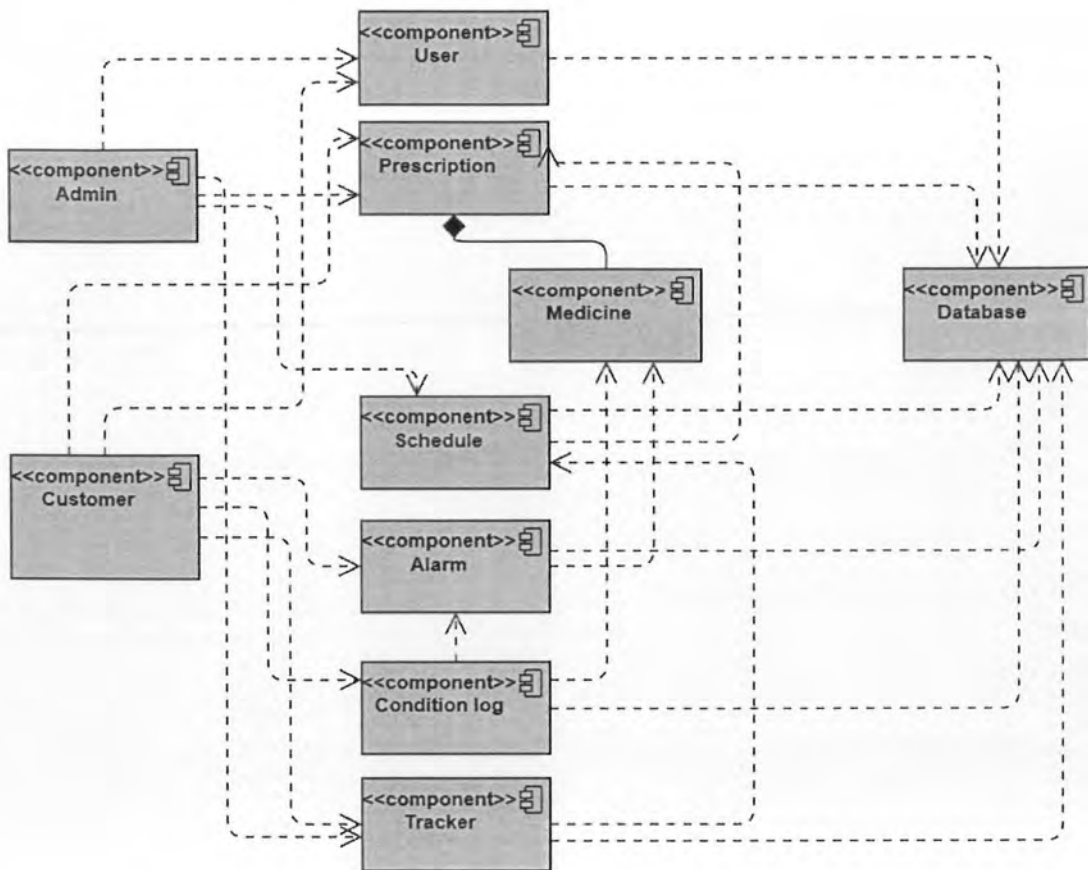 <<component>>
User
<<component>>
Prescription
<<component>>
Admin
<<component>>
Medicine
<<component>>
Database
<<component>>
Schedule
<<component>>
Customer
<<component>>
Alarm
<<component>>
Condition log
<<component>>
Tracker